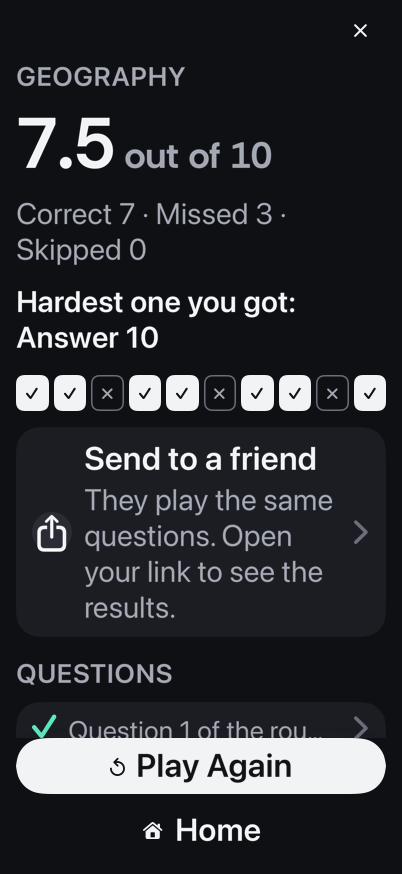 GEOGRAPHY
7.5 out of 10
Correct 7 · Missed 3 ·
Skipped 0
Hardest one you got:
Answer 10
Send to a friend
They play the same
questions. Open
your link to see the
results.
QUESTIONS
Question 1 of the rou...
Play Again
Home